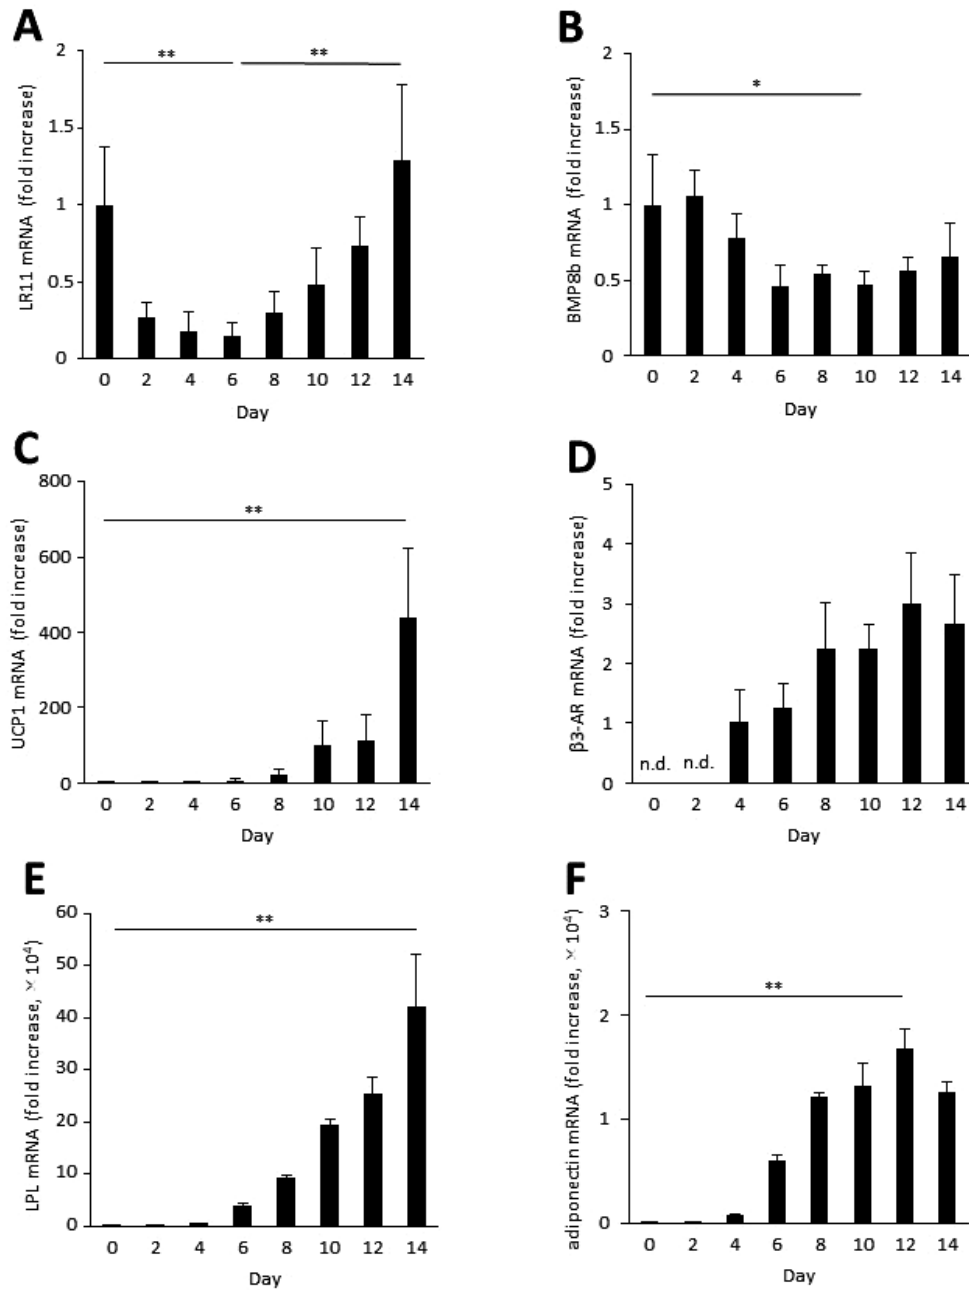 A
LR11 mRNA (fold increase)
2
1.5
1
0.5
0
** **
0 2 4 6 8 10 12 14
Day
B
BMP8b mRNA (fold increase)
2
1.5
1
0.5
0
*
0 2 4 6 8 10 12 14
Day
C
UCP1 mRNA (fold increase)
800
600
400
200
0
**
0 2 4 6 8 10 12 14
Day
D
β3-AR mRNA (fold increase)
5
4
3
2
1
0
n.d. n.d.
0 2 4 6 8 10 12 14
Day
E
LPL mRNA (fold increase, ×10⁴)
60
50
40
30
20
10
0
**
0 2 4 6 8 10 12 14
Day
F
adiponectin mRNA (fold increase, ×10⁴)
3
2
1
0
**
0 2 4 6 8 10 12 14
Day